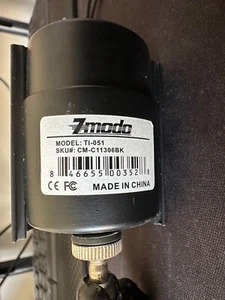 Zmodo
MODEL: TI-051
SKU#: CM-C11306BK
8 46655 00352 8
CE FC MADE IN CHINA